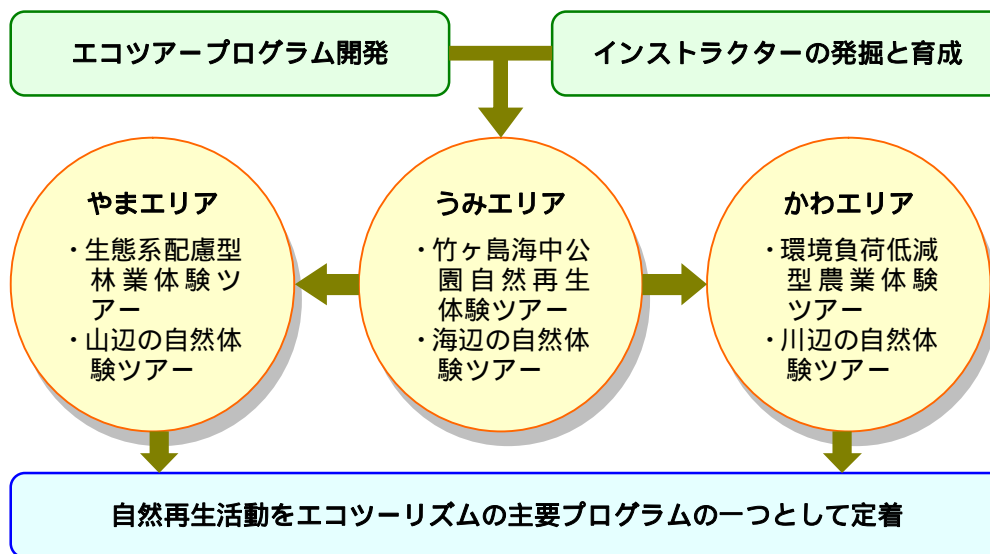 エコツアープログラム開発
インストラクターの発掘と育成
やまエリア
・生態系配慮型
林業体験ツ
アー
・山辺の自然体
験ツアー
うみエリア
・竹ヶ島海中公
園自然再生
体験ツアー
・海辺の自然体
験ツアー
かわエリア
・環境負荷低減
型農業体験
ツアー
・川辺の自然体
験ツアー
自然再生活動をエコツーリズムの主要プログラムの一つとして定着